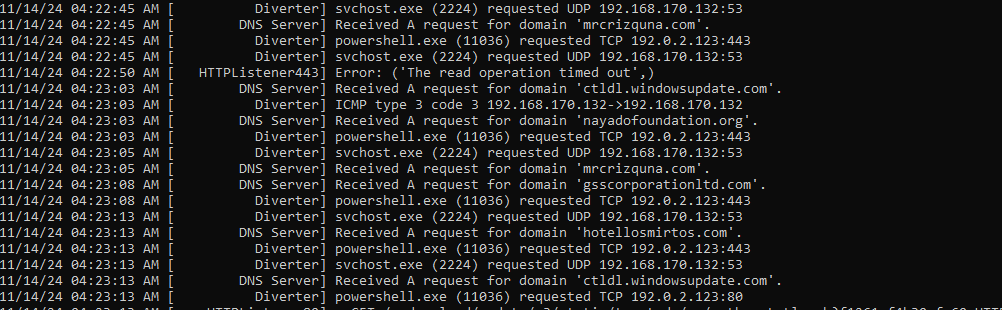 11/14/24 04:22:45 AM [ Diverter] svchost.exe (2224) requested UDP 192.168.170.132:53
11/14/24 04:22:45 AM [ DNS Server] Received A request for domain 'mrcrizquna.com'.
11/14/24 04:22:45 AM [ Diverter] powershell.exe (11036) requested TCP 192.0.2.123:443
11/14/24 04:22:45 AM [ Diverter] svchost.exe (2224) requested UDP 192.168.170.132:53
11/14/24 04:22:50 AM [ HTTPListener443] Error: ('The read operation timed out',)
11/14/24 04:23:03 AM [ DNS Server] Received A request for domain 'ctldl.windowsupdate.com'.
11/14/24 04:23:03 AM [ Diverter] ICMP type 3 code 3 192.168.170.132->192.168.170.132
11/14/24 04:23:03 AM [ DNS Server] Received A request for domain 'nayadofoundation.org'.
11/14/24 04:23:03 AM [ Diverter] powershell.exe (11036) requested TCP 192.0.2.123:443
11/14/24 04:23:05 AM [ Diverter] svchost.exe (2224) requested UDP 192.168.170.132:53
11/14/24 04:23:05 AM [ DNS Server] Received A request for domain 'mrcrizquna.com'.
11/14/24 04:23:08 AM [ DNS Server] Received A request for domain 'gsscorporationltd.com'.
11/14/24 04:23:08 AM [ Diverter] powershell.exe (11036) requested TCP 192.0.2.123:443
11/14/24 04:23:13 AM [ Diverter] svchost.exe (2224) requested UDP 192.168.170.132:53
11/14/24 04:23:13 AM [ DNS Server] Received A request for domain 'hotellosmirtos.com'.
11/14/24 04:23:13 AM [ Diverter] powershell.exe (11036) requested TCP 192.0.2.123:443
11/14/24 04:23:13 AM [ Diverter] svchost.exe (2224) requested UDP 192.168.170.132:53
11/14/24 04:23:13 AM [ DNS Server] Received A request for domain 'ctldl.windowsupdate.com'.
11/14/24 04:23:13 AM [ Diverter] powershell.exe (11036) requested TCP 192.0.2.123:80